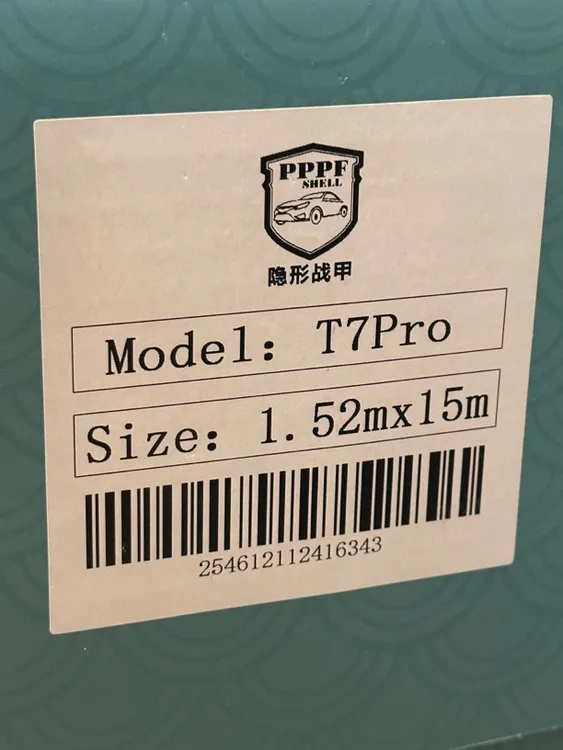 PPPF
SHELL
隐形战甲
Model: T7Pro
Size: 1.52mx15m
254612112416343